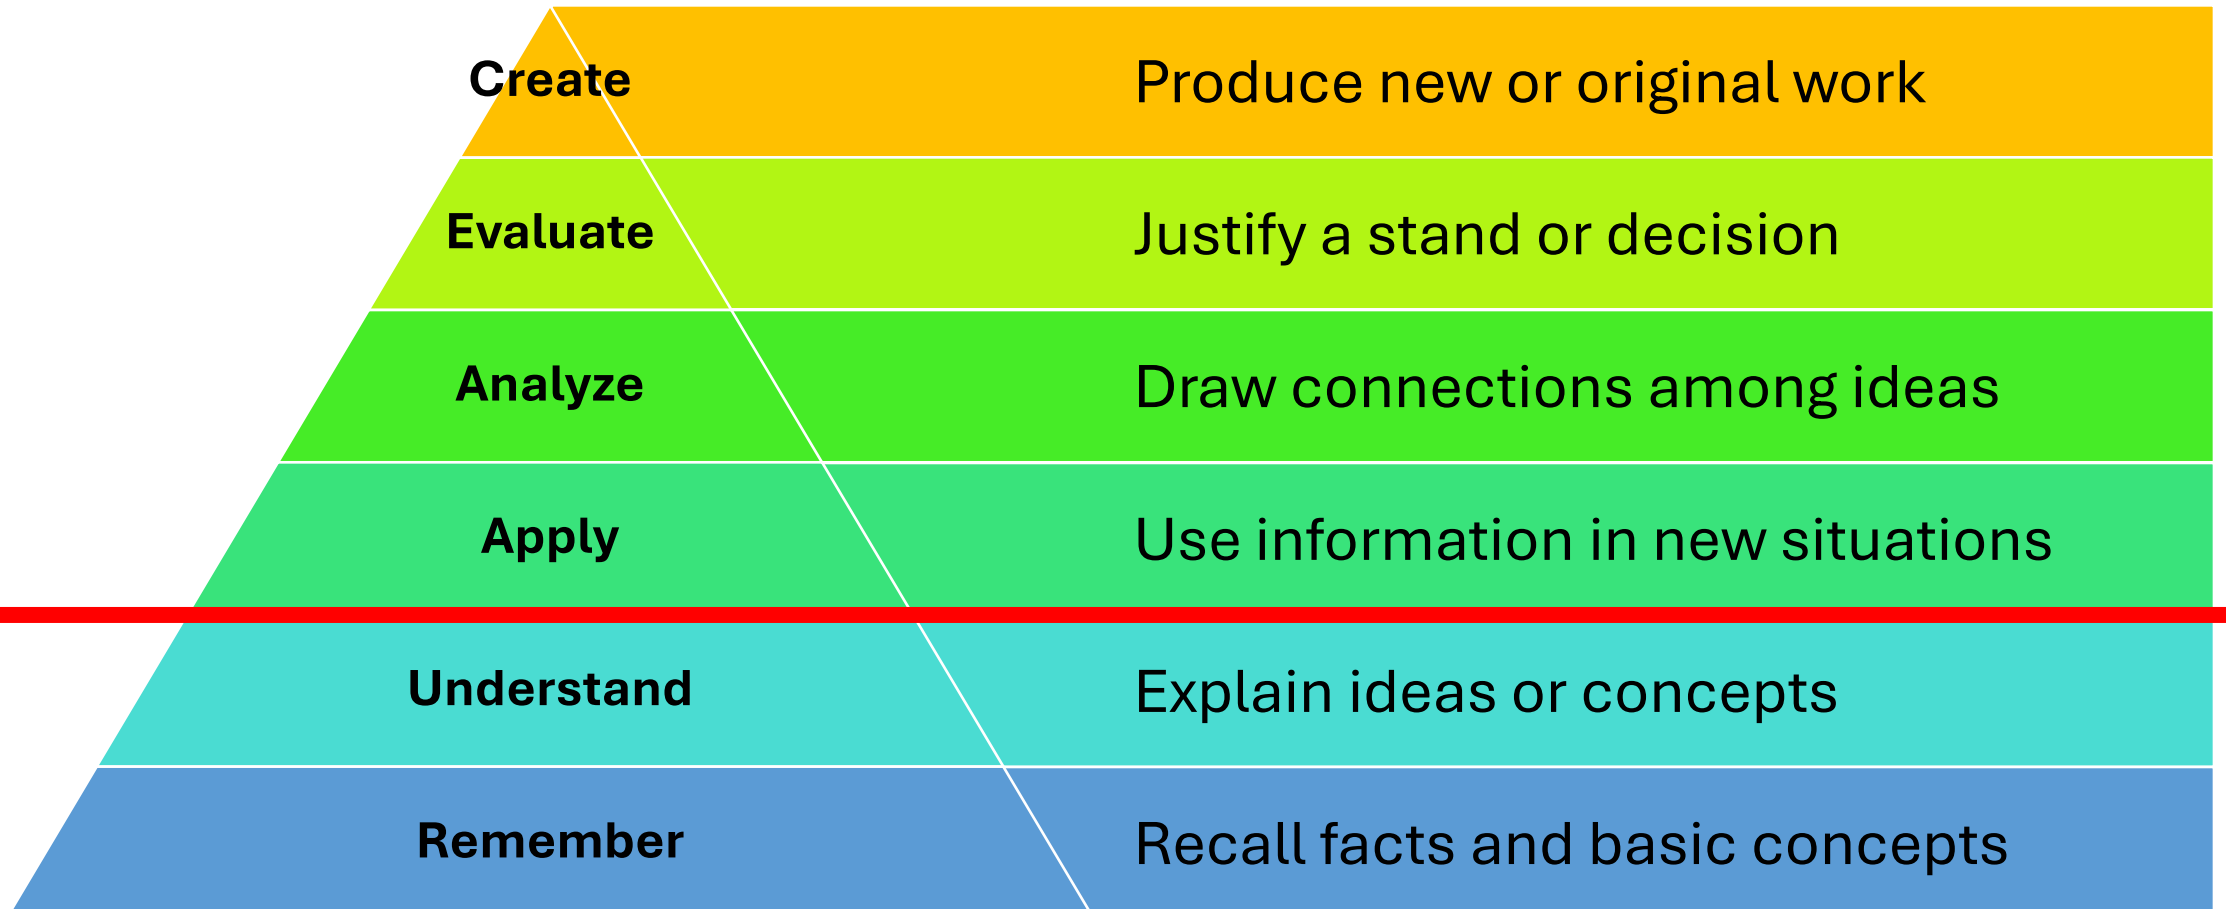 Create Produce new or original work
Evaluate Justify a stand or decision
Analyze Draw connections among ideas
Apply Use information in new situations
Understand Explain ideas or concepts
Remember Recall facts and basic concepts